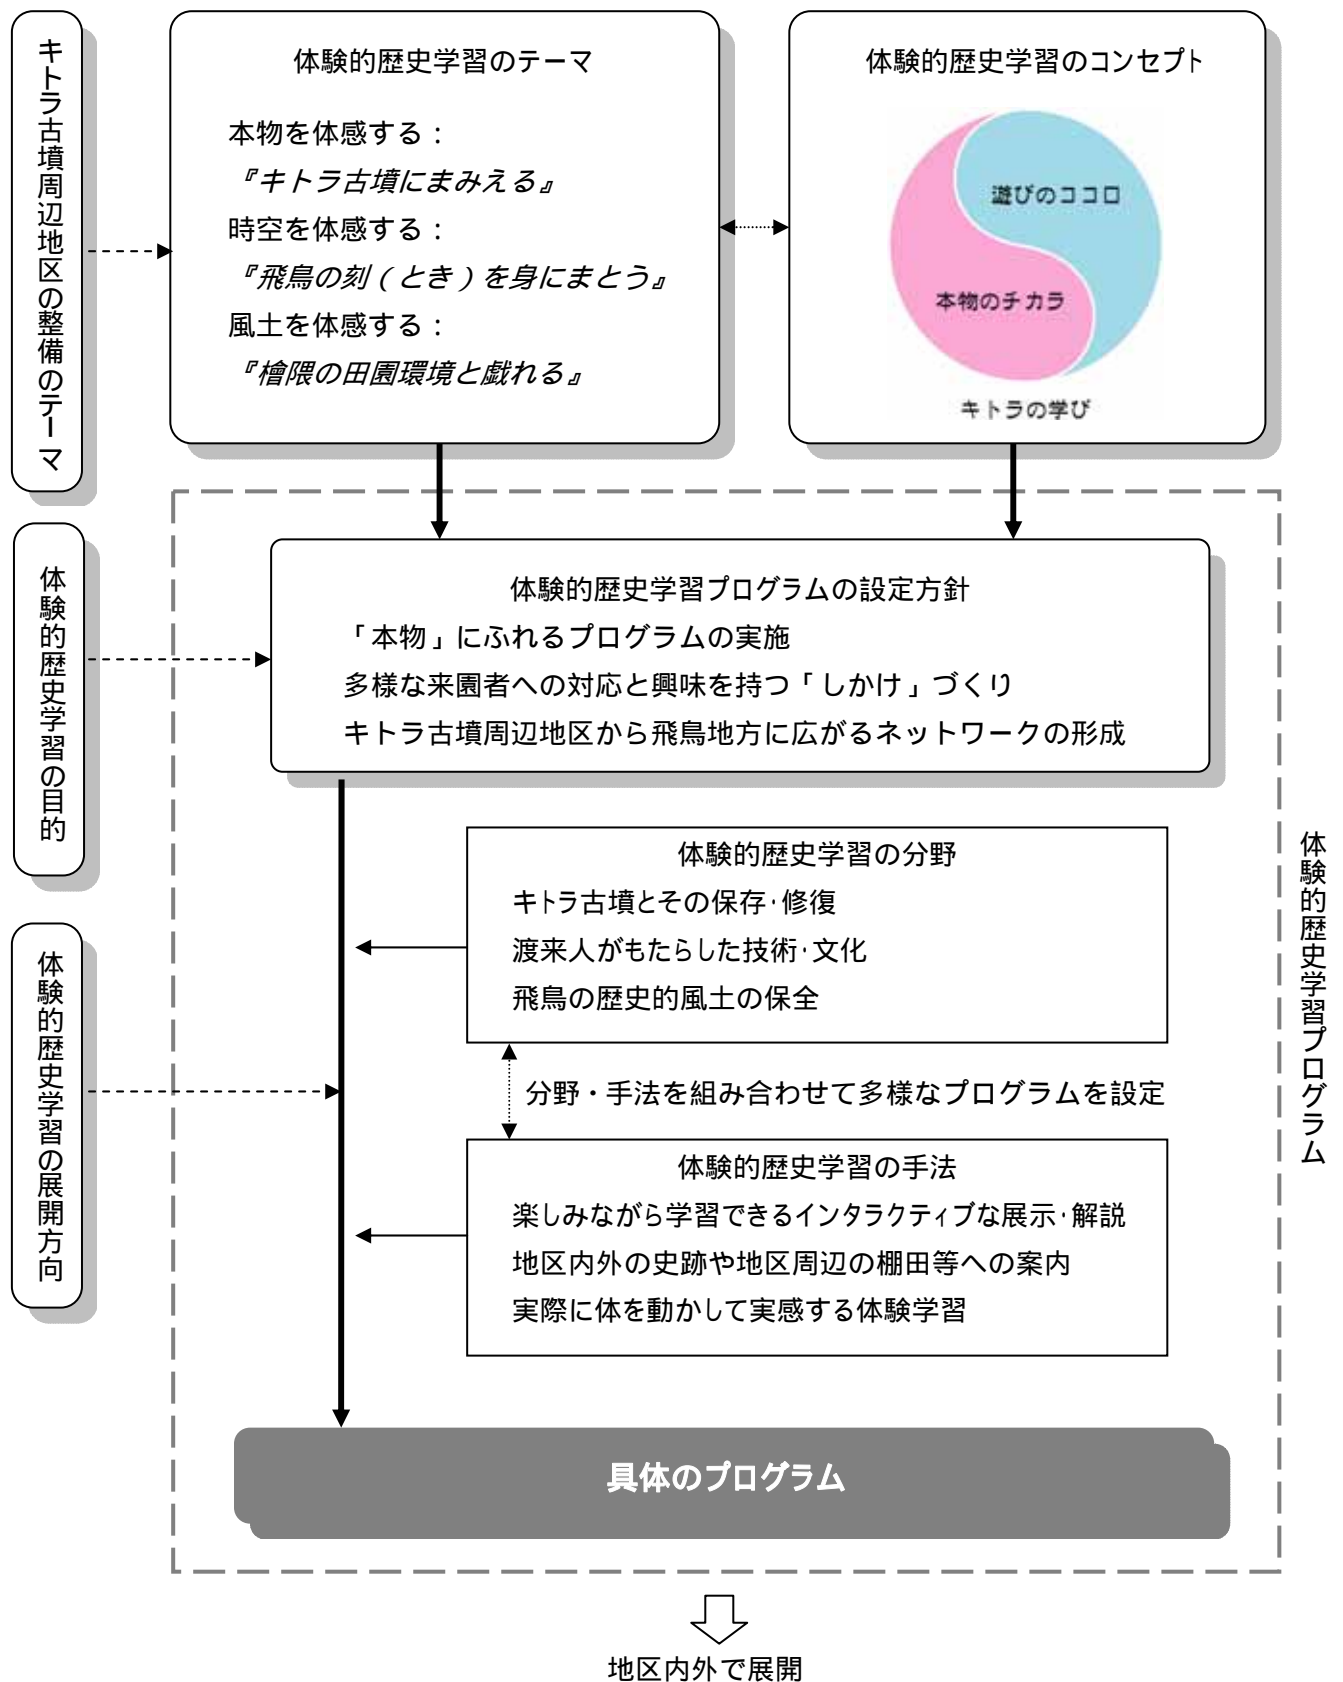 キトラ古墳周辺地区の整備のテーマ
体験的歴史学習のテーマ
本物を体感する：
『キトラ古墳にまみえる』
時空を体感する：
『飛鳥の刻（とき）を身にまとう』
風土を体感する：
『檜隈の田園環境と戯れる』
体験的歴史学習のコンセプト
遊びのココロ
本物のチカラ
キトラの学び
体験的歴史学習の目的
体験的歴史学習プログラムの設定方針
「本物」にふれるプログラムの実施
多様な来園者への対応と興味を持つ「しかけ」づくり
キトラ古墳周辺地区から飛鳥地方に広がるネットワークの形成
体験的歴史学習の展開方向
体験的歴史学習の分野
キトラ古墳とその保存・修復
渡来人がもたらした技術・文化
飛鳥の歴史的風土の保全
分野・手法を組み合わせて多様なプログラムを設定
体験的歴史学習の手法
楽しみながら学習できるインタラクティブな展示・解説
地区内外の史跡や地区周辺の棚田等への案内
実際に体を動かして実感する体験学習
体験的歴史学習プログラム
具体のプログラム
地区内外で展開